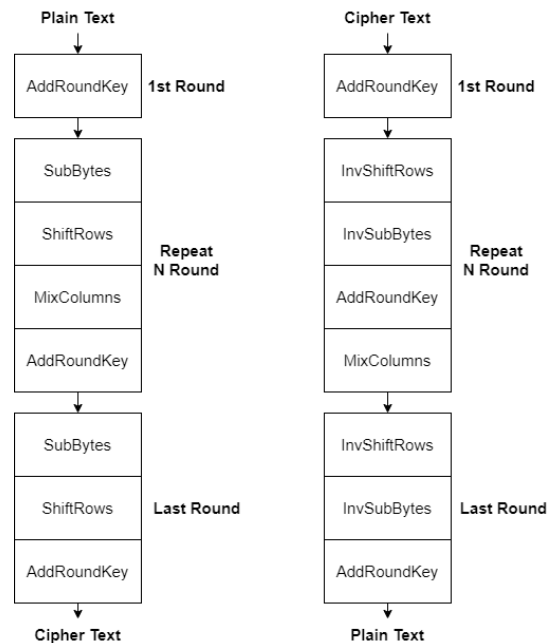 Plain Text
AddRoundKey
1st Round
SubBytes
ShiftRows
MixColumns
AddRoundKey
Repeat
N Round
SubBytes
ShiftRows
AddRoundKey
Last Round
Cipher Text
Cipher Text
AddRoundKey
1st Round
InvShiftRows
InvSubBytes
AddRoundKey
MixColumns
Repeat
N Round
InvShiftRows
InvSubBytes
AddRoundKey
Last Round
Plain Text